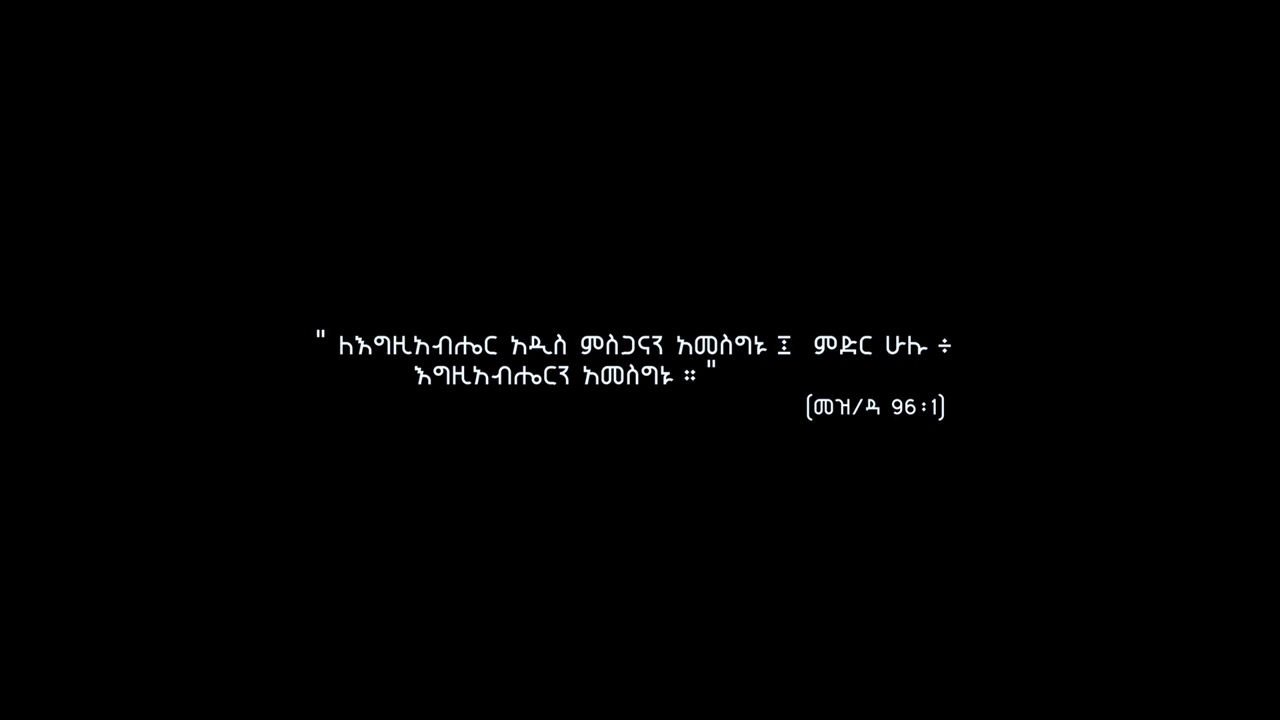 " ለእግዚአብሔር አዲስ ምስጋናን አመስግኑ ፤ ምድር ሁሉ ÷
እግዚአብሔርን አመስግኑ ። "
(መዝ/ዳ 96፡1)